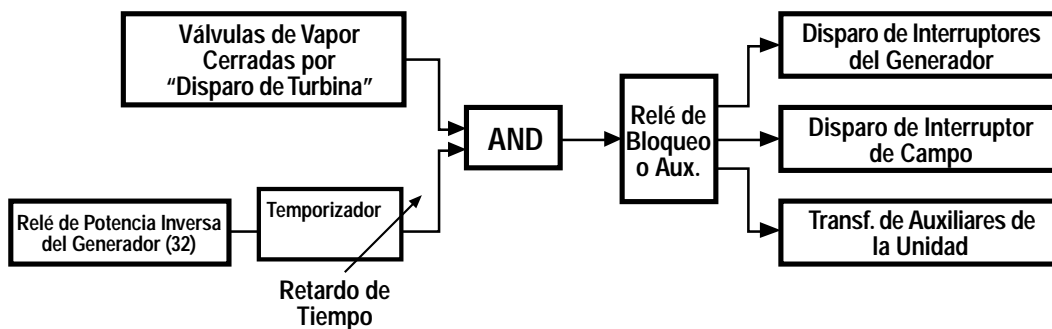 Válvulas de Vapor
Cerradas por
“Disparo de Turbina”
Relé de Potencia Inversa
del Generador (32)
Temporizador
Retardo de
Tiempo
AND
Relé de
Bloqueo
o Aux.
Disparo de Interruptores
del Generador
Disparo de Interruptor
de Campo
Transf. de Auxiliares de
la Unidad